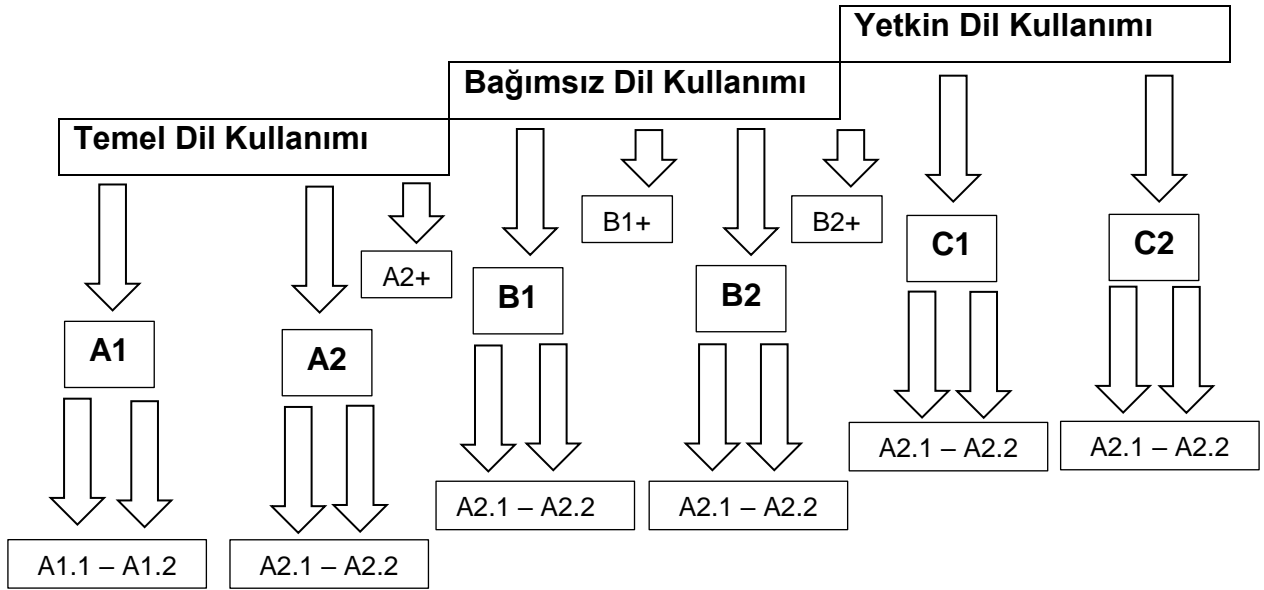 Yetkin Dil Kullanımı
Bağımsız Dil Kullanımı
Temel Dil Kullanımı
A1
A2
A2+
B1
B1+
B2
B2+
C1
C2
A1.1 – A1.2
A2.1 – A2.2
A2.1 – A2.2
A2.1 – A2.2
A2.1 – A2.2
A2.1 – A2.2